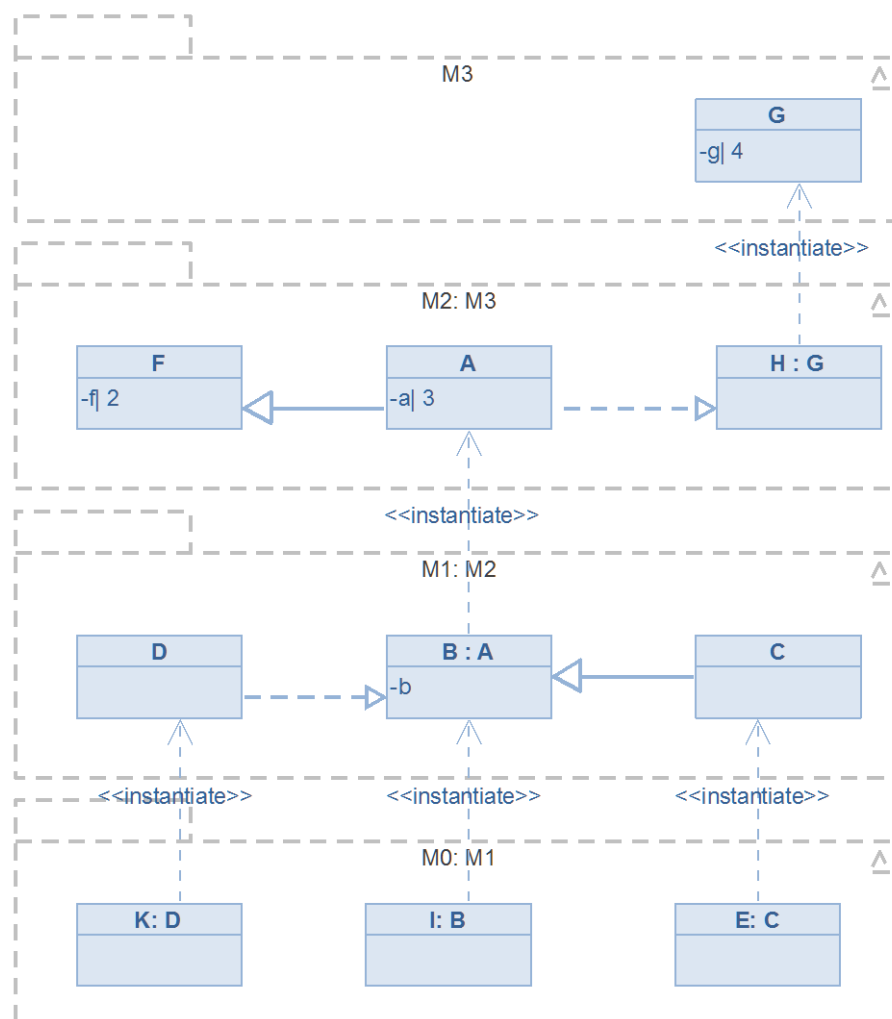 M3
G
-g| 4
<<instantiate>>
M2: M3
F
A
H : G
-f| 2
-a| 3
<<instantiate>>
M1: M2
D
B : A
C
-b
<<instantiate>>
<<instantiate>>
<<instantiate>>
M0: M1
K: D
I: B
E: C